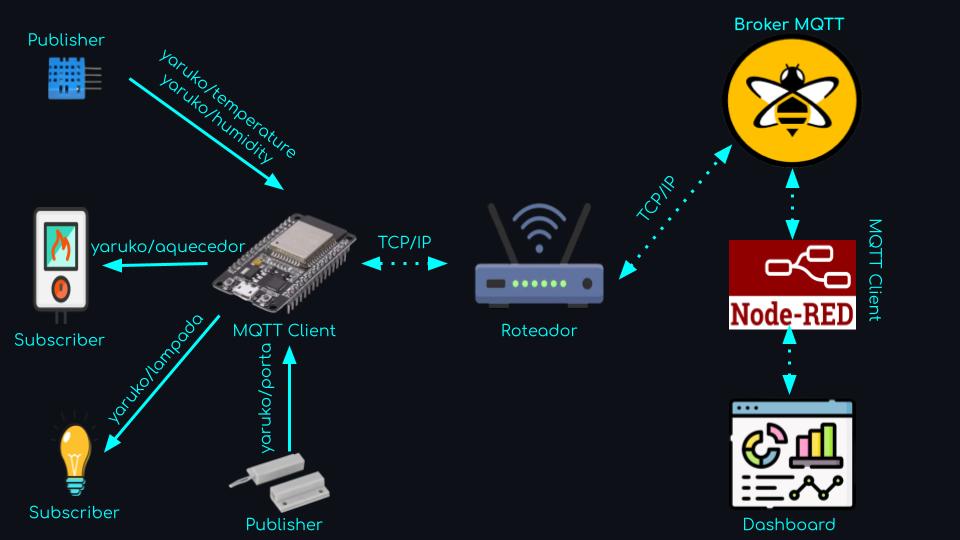 Broker MQTT
Publisher
yaruko/temperature
yaruko/humidity
TCP/IP
yaruko/aquecedor
TCP/IP
MQTT Client
Node-RED
Subscriber
MQTT Client
Roteador
yaruko/lampada
yaruko/porta
Subscriber
Publisher
Dashboard